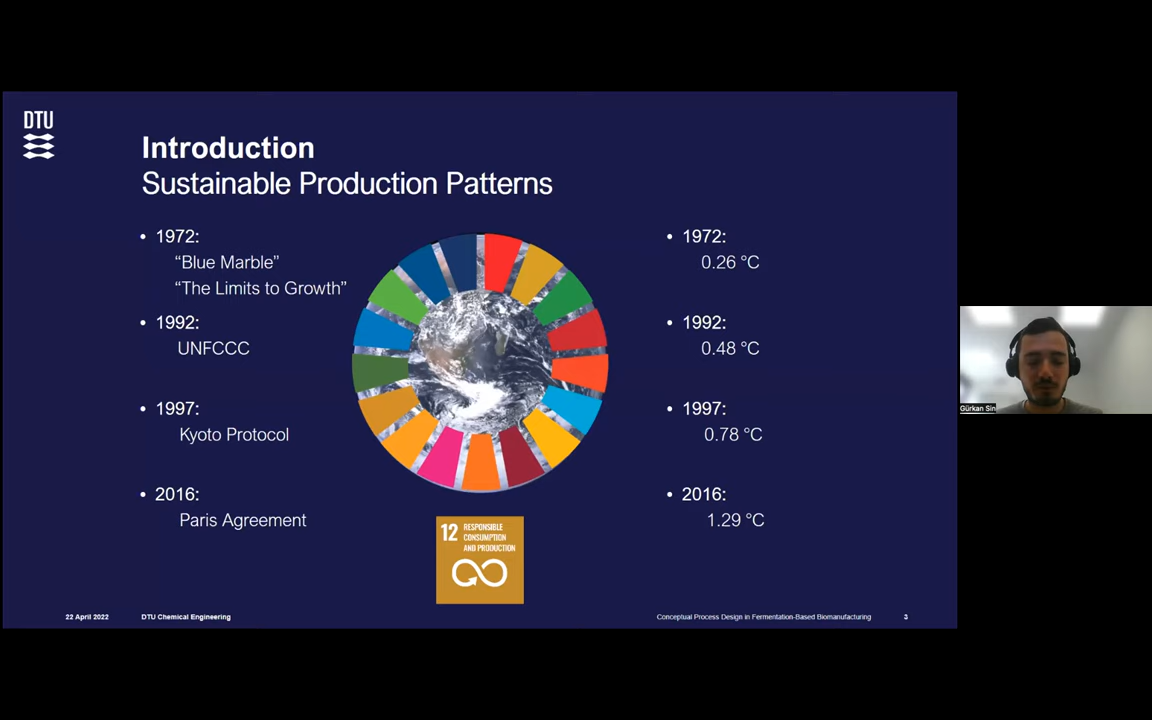 DTU
Introduction
Sustainable Production Patterns
• 1972:
“Blue Marble”
“The Limits to Growth”
• 1992:
UNFCCC
• 1997:
Kyoto Protocol
• 2016:
Paris Agreement
12 RESPONSIBLE
CONSUMPTION
AND PRODUCTION
• 1972:
0.26 °C
• 1992:
0.48 °C
• 1997:
0.78 °C
• 2016:
1.29 °C
Gürkan Sin
22 April 2022
DTU Chemical Engineering
Conceptual Process Design in Fermentation-Based Biomanufacturing
3